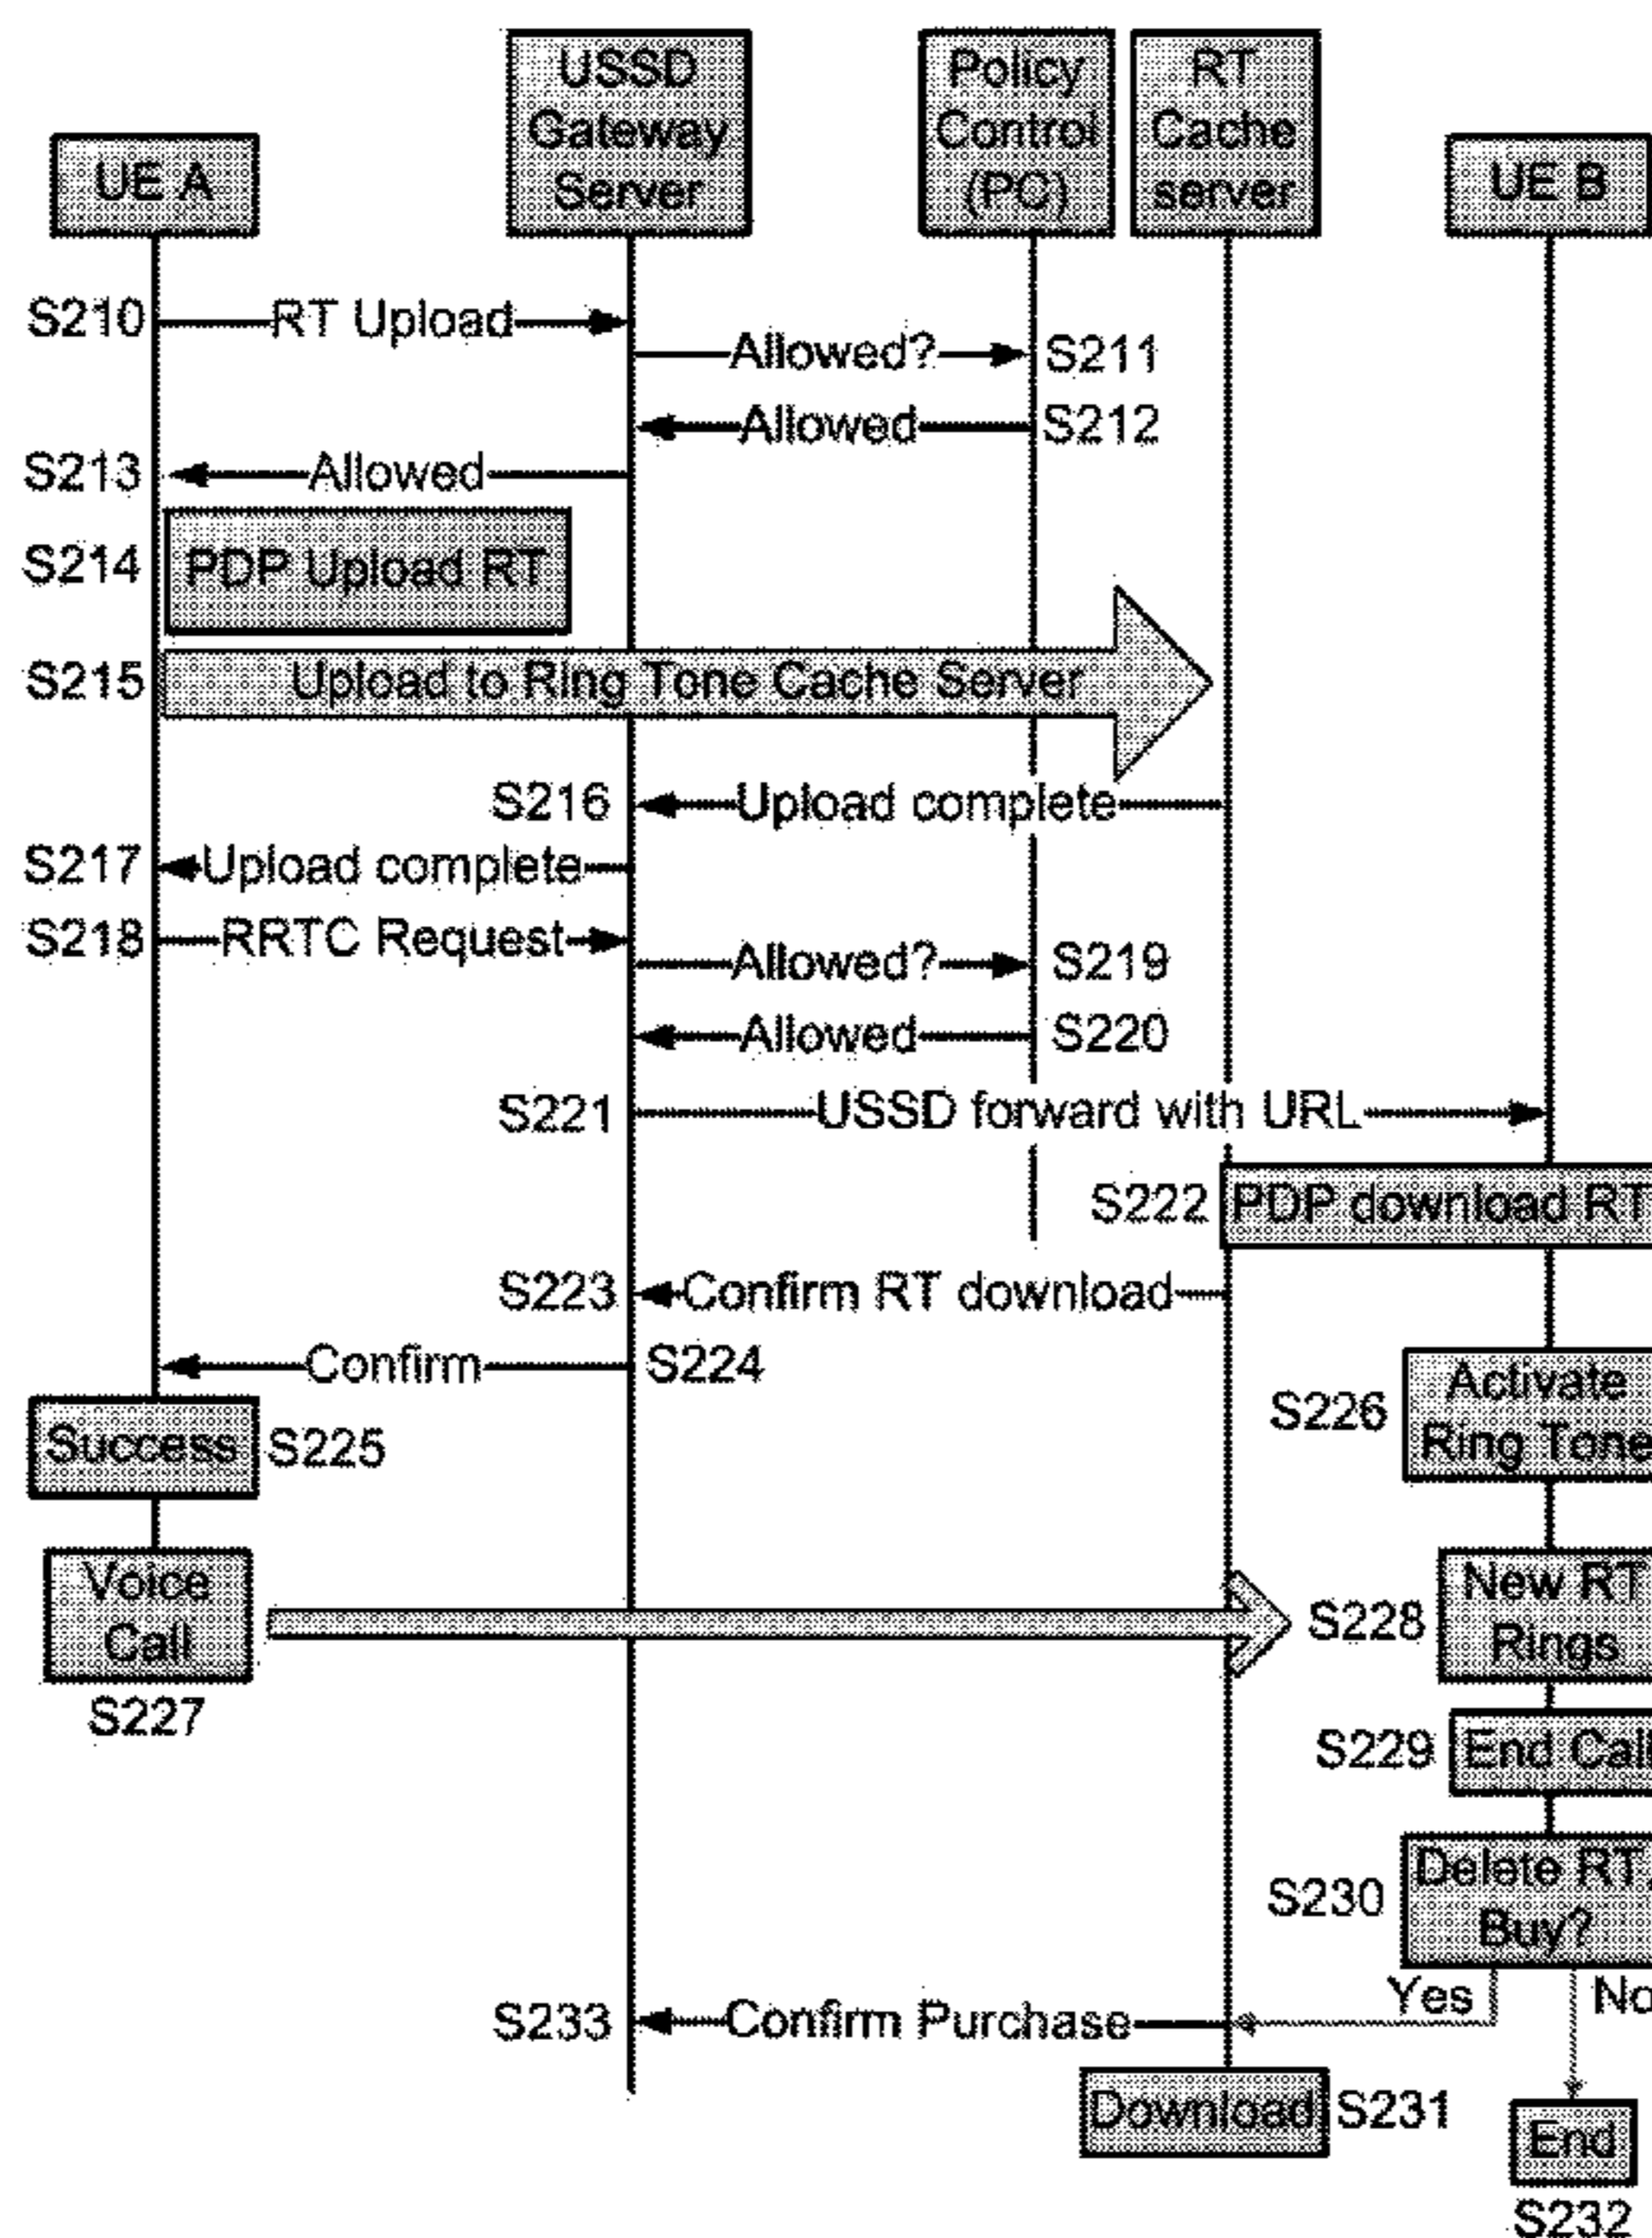 UE A
USSD
Gateway
Server
Policy
Control
(PC)
RT
Cache
server
UE B
S210 RT Upload
Allowed? S211
Allowed S212
S213 Allowed
S214 PDP Upload RT
S215 Upload to Ring Tone Cache Server
S216 Upload complete
S217 Upload complete
S218 RRTC Request
Allowed? S219
Allowed S220
S221 USSD forward with URL
S222 PDP download RT
S223 Confirm RT download
Confirm S224
Success S225
S226 Activate
Ring Tone
Voice
Call
S227
S228 New RT
Rings
S229 End Call
S230 Delete RT,
Buy?
Yes No
S233 Confirm Purchase
Download S231
End
S232